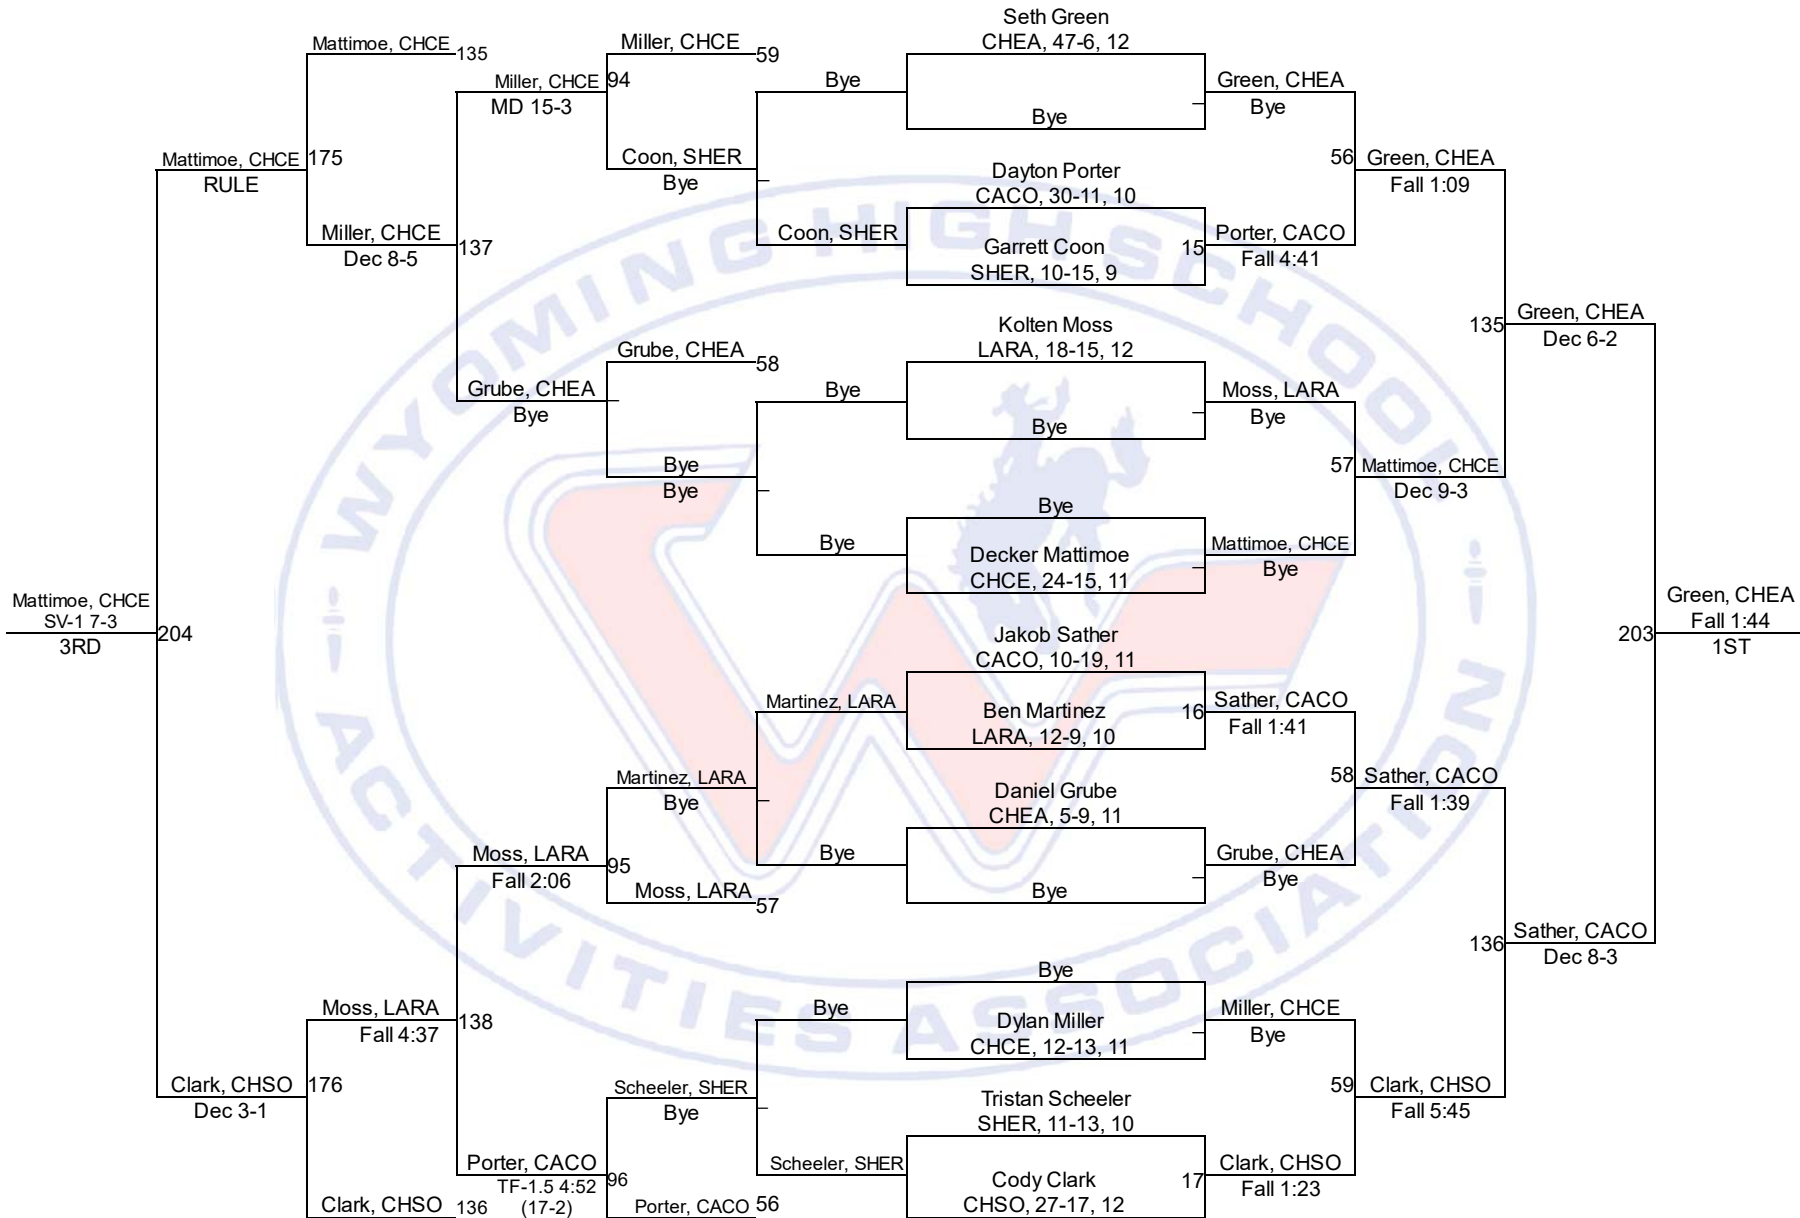 Mattimoe, CHCE
135
Mattimoe, CHCE
RULE
175
Miller, CHCE
Dec 8-5
137
Miller, CHCE
MD 15-3
94
Miller, CHCE
59
Coon, SHER
Bye
Grube, CHEA
Bye
Grube, CHEA
58
Bye
Bye
Bye
Coon, SHER
Bye
Bye
Mattimoe, CHCE
SV-1 7-3
3RD
204
Clark, CHSO
Dec 3-1
176
Moss, LARA
Fall 4:37
138
Clark, CHSO
136
Moss, LARA
Fall 2:06
95
Martinez, LARA
Bye
Moss, LARA
57
Porter, CACO
TF-1.5 4:52
(17-2)
96
Scheeler, SHER
Bye
Porter, CACO
56
Martinez, LARA
Bye
Bye
Scheeler, SHER
Seth Green
CHEA, 47-6, 12
Bye
Dayton Porter
CACO, 30-11, 10
Garrett Coon
SHER, 10-15, 9
15
Kolten Moss
LARA, 18-15, 12
Bye
Bye
Decker Mattimoe
CHCE, 24-15, 11
Jakob Sather
CACO, 10-19, 11
Ben Martinez
LARA, 12-9, 10
16
Daniel Grube
CHEA, 5-9, 11
Bye
Bye
Dylan Miller
CHCE, 12-13, 11
Tristan Scheeler
SHER, 11-13, 10
Cody Clark
CHSO, 27-17, 12
17
Green, CHEA
Bye
Porter, CACO
Fall 4:41
56
Moss, LARA
Bye
Mattimoe, CHCE
Bye
57
Sather, CACO
Fall 1:41
Grube, CHEA
Bye
58
Miller, CHCE
Bye
Clark, CHSO
Fall 1:23
59
Green, CHEA
Fall 1:09
Mattimoe, CHCE
Dec 9-3
135
Sather, CACO
Fall 1:39
Clark, CHSO
Fall 5:45
136
Green, CHEA
Dec 6-2
Sather, CACO
Dec 8-3
203
Green, CHEA
Fall 1:44
1ST
WYOMING HIGH SCHOOL
ACTIVITIES ASSOCIATION